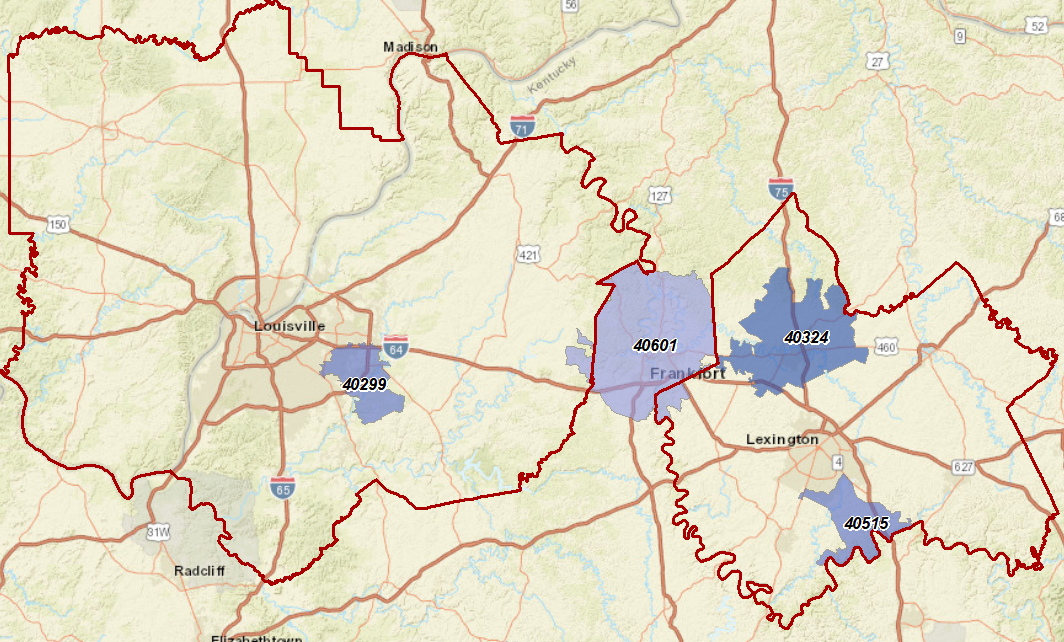 56
52
9
Madison
27
Kentucky
71
75
127
68
150
421
Louisville
64
40601
40324
460
40299
Frankfort
Lexington
4
627
65
40515
31W
Radcliff
Elizabethtown